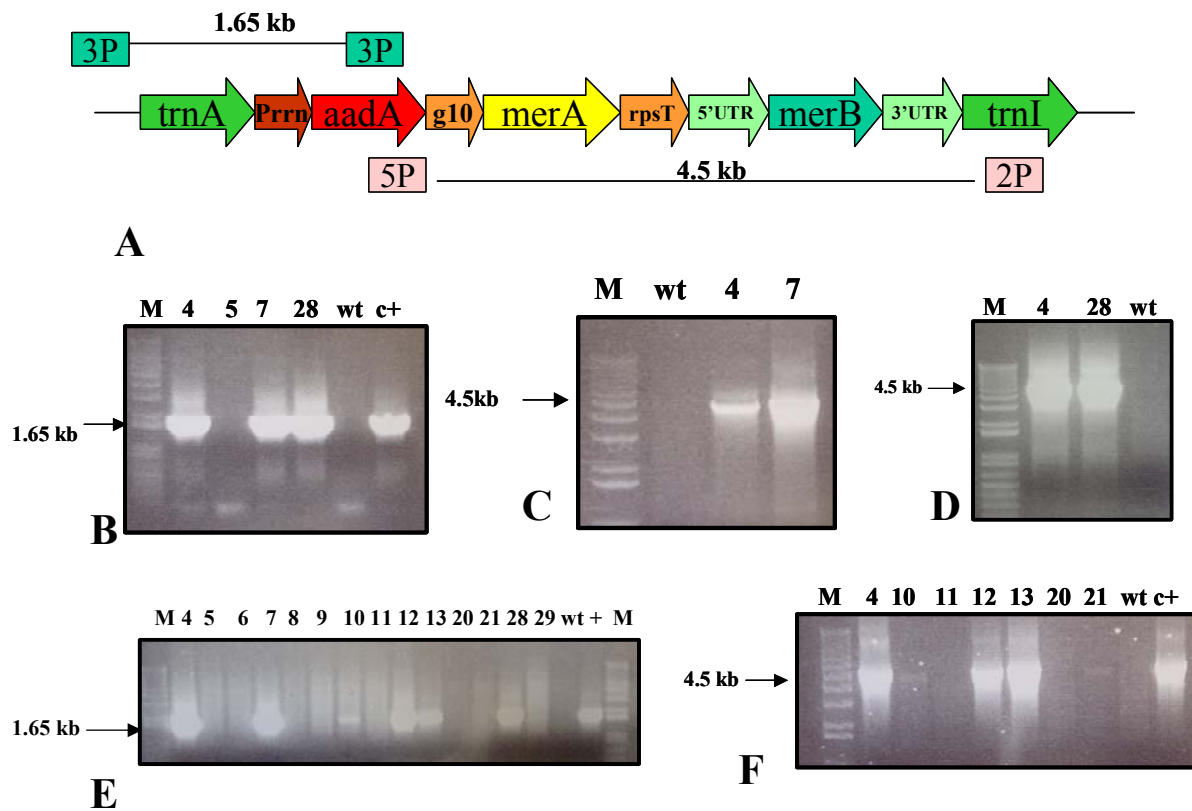 1.65 kb
3P 3P
trnA Prrn aadA g10 merA rpsT 5'UTR merB 3'UTR trnI
5P 4.5 kb 2P
A
M 4 5 7 28 wt c+
1.65 kb
B
M wt 4 7
4.5kb
C
M 4 28 wt
4.5 kb
D
M 4 5 6 7 8 9 10 11 12 13 20 21 28 29 wt + M
1.65 kb
E
M 4 10 11 12 13 20 21 wt c+
4.5 kb
F